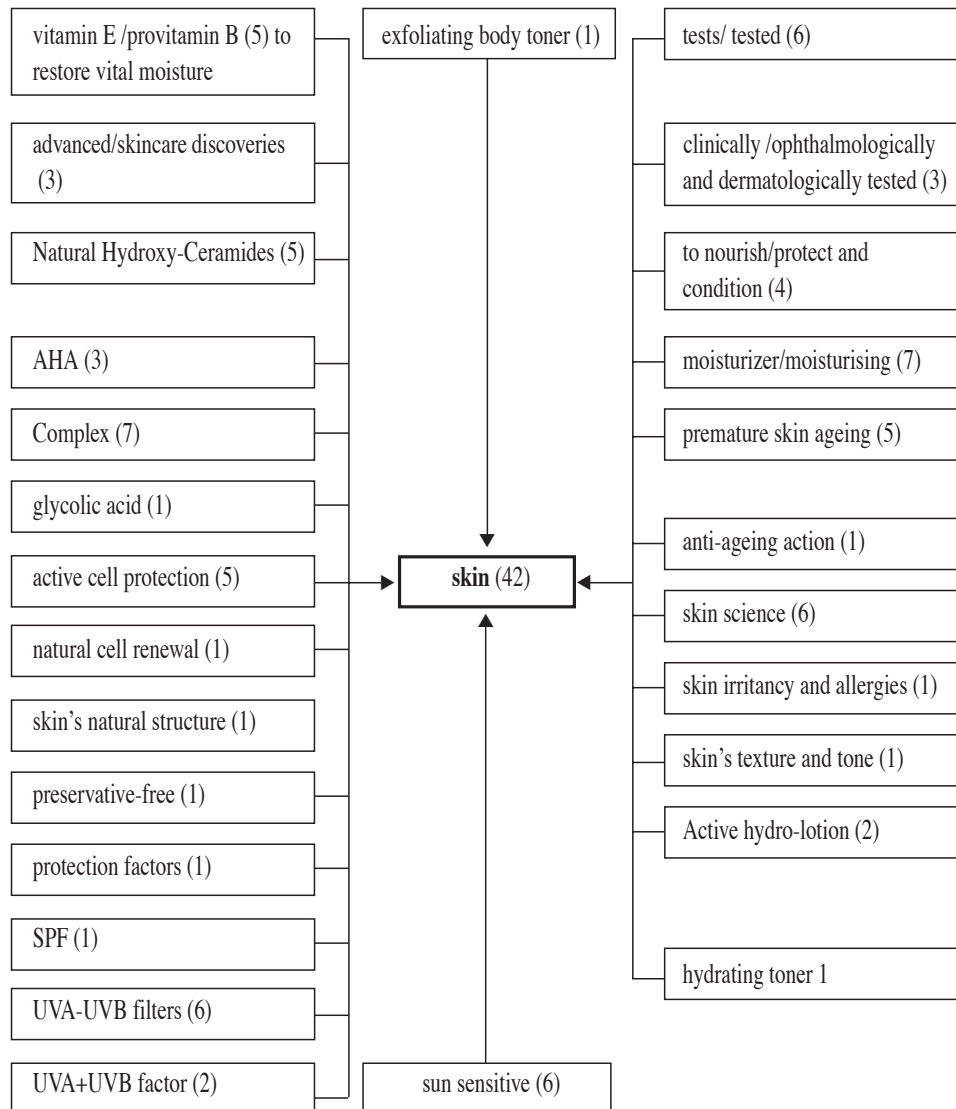 vitamin E /provitamin B (5) to
restore vital moisture
advanced/skincare discoveries
(3)
Natural Hydroxy-Ceramides (5)
AHA (3)
Complex (7)
glycolic acid (1)
active cell protection (5)
natural cell renewal (1)
skin's natural structure (1)
preservative-free (1)
protection factors (1)
SPF (1)
UVA-UVB filters (6)
UVA+UVB factor (2)
exfoliating body toner (1)
skin (42)
sun sensitive (6)
tests/ tested (6)
clinically /ophthalmologically
and dermatologically tested (3)
to nourish/protect and
condition (4)
moisturizer/moisturising (7)
premature skin ageing (5)
anti-ageing action (1)
skin science (6)
skin irritancy and allergies (1)
skin's texture and tone (1)
Active hydro-lotion (2)
hydrating toner 1